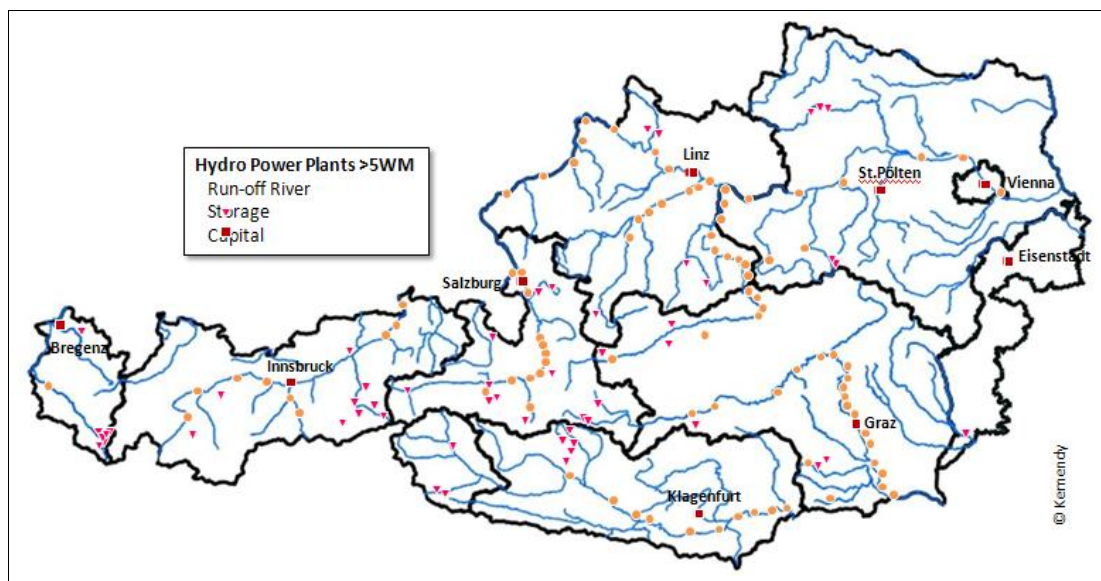 Hydro Power Plants >5WM
Run-off River
Storage
Capital
Linz
St.Pölten
Vienna
Eisenstadt
Salzburg
Bregenz
Innsbruck
Graz
Klagenfurt
© Kernendy